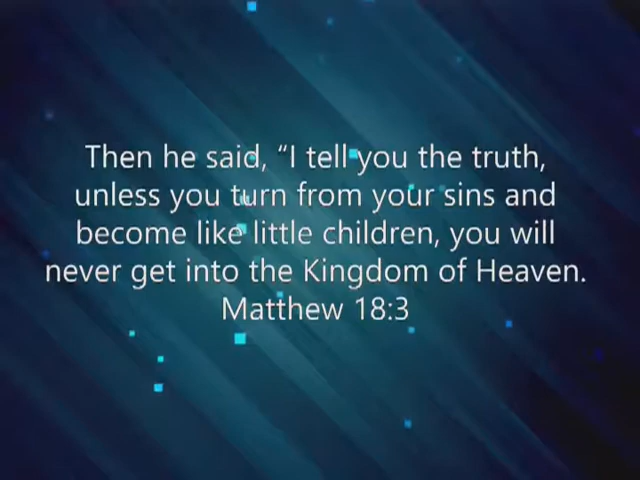 Then he said, “I tell you the truth,
unless you turn from your sins and
become like little children, you will
never get into the Kingdom of Heaven.
Matthew 18:3